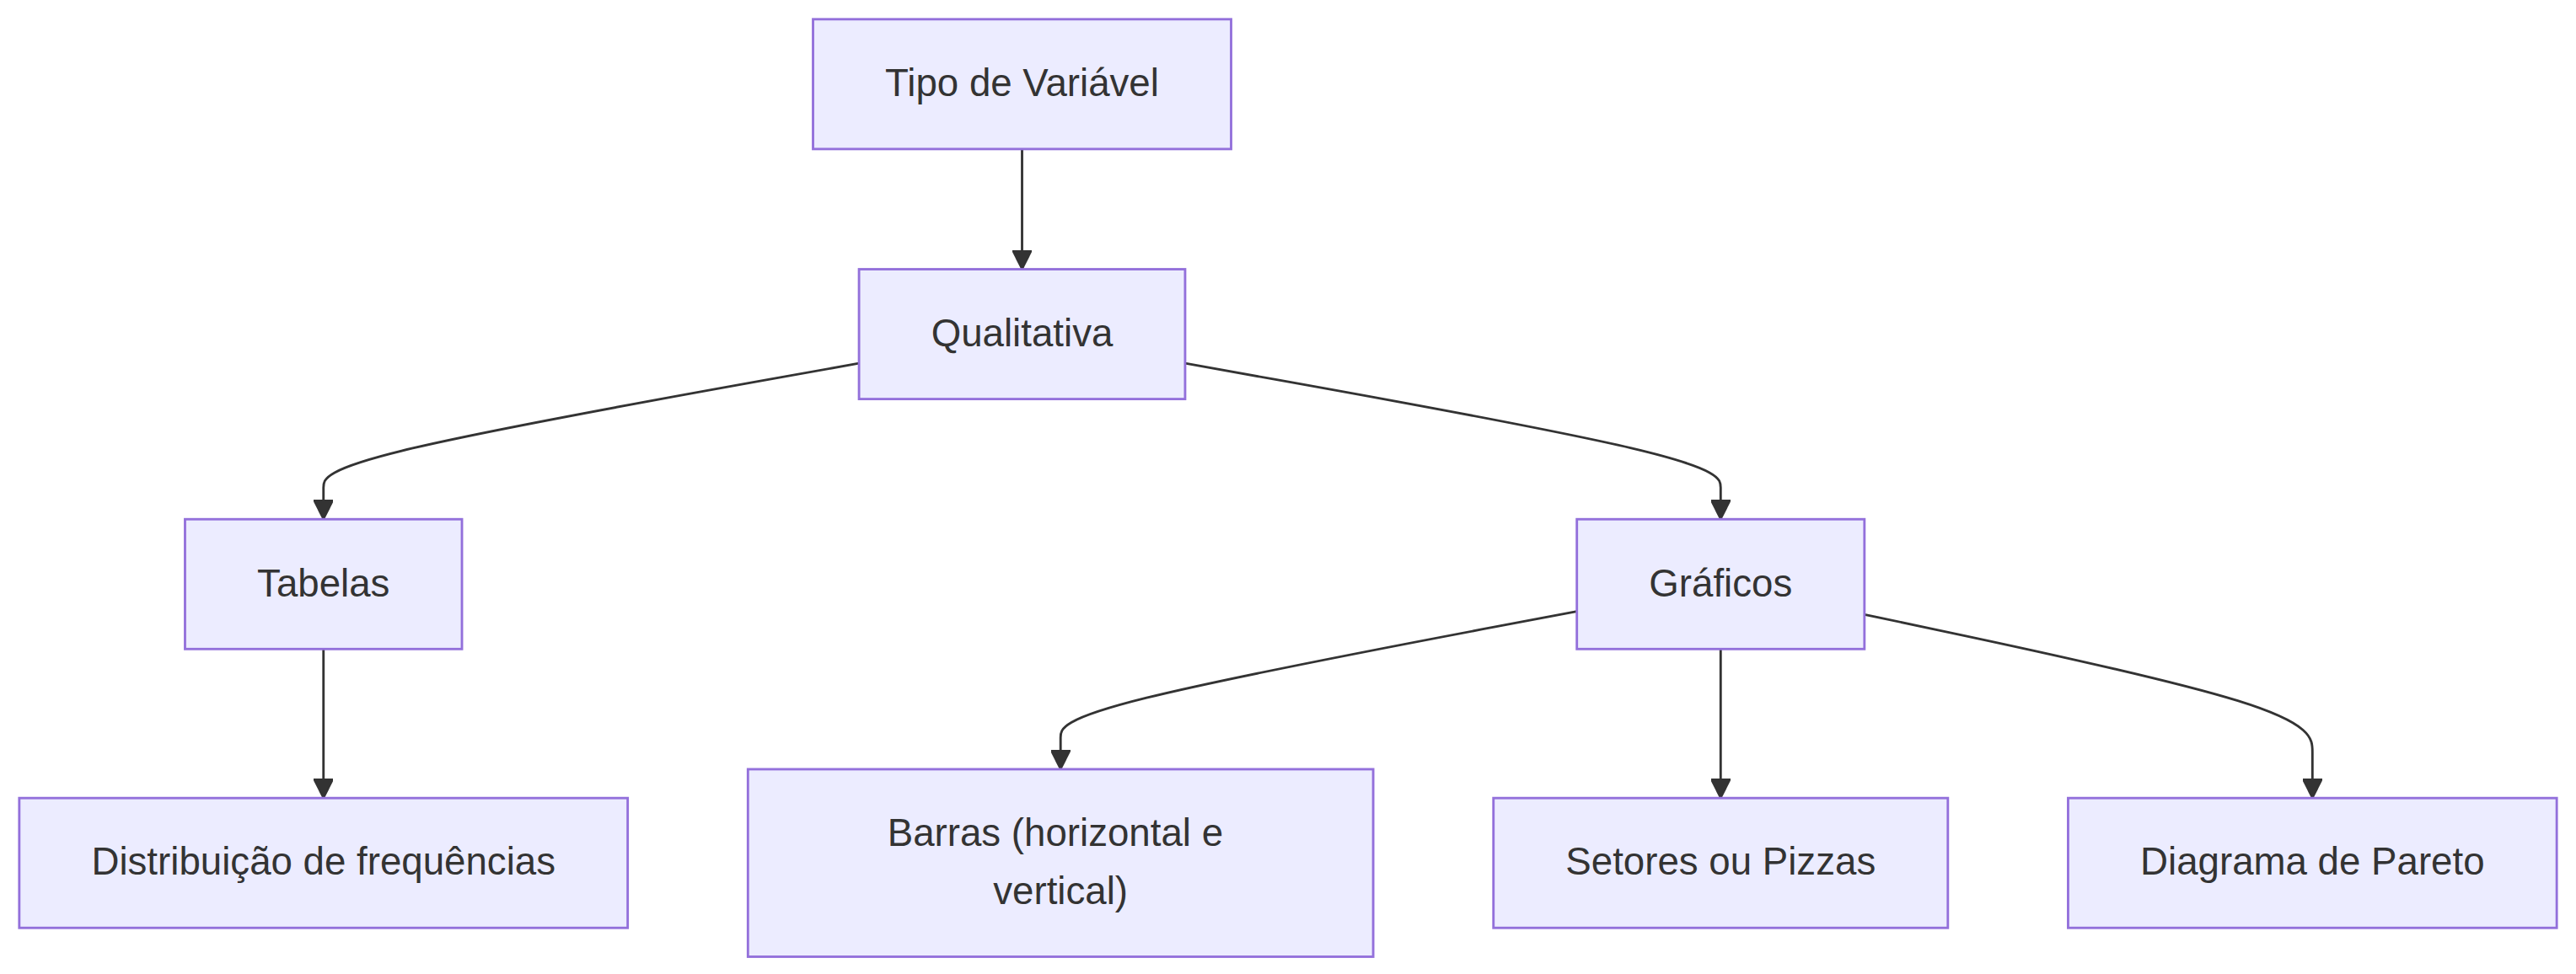 Tipo de Variável
Qualitativa
Tabelas
Gráficos
Distribuição de frequências
Barras (horizontal e
vertical)
Setores ou Pizzas
Diagrama de Pareto